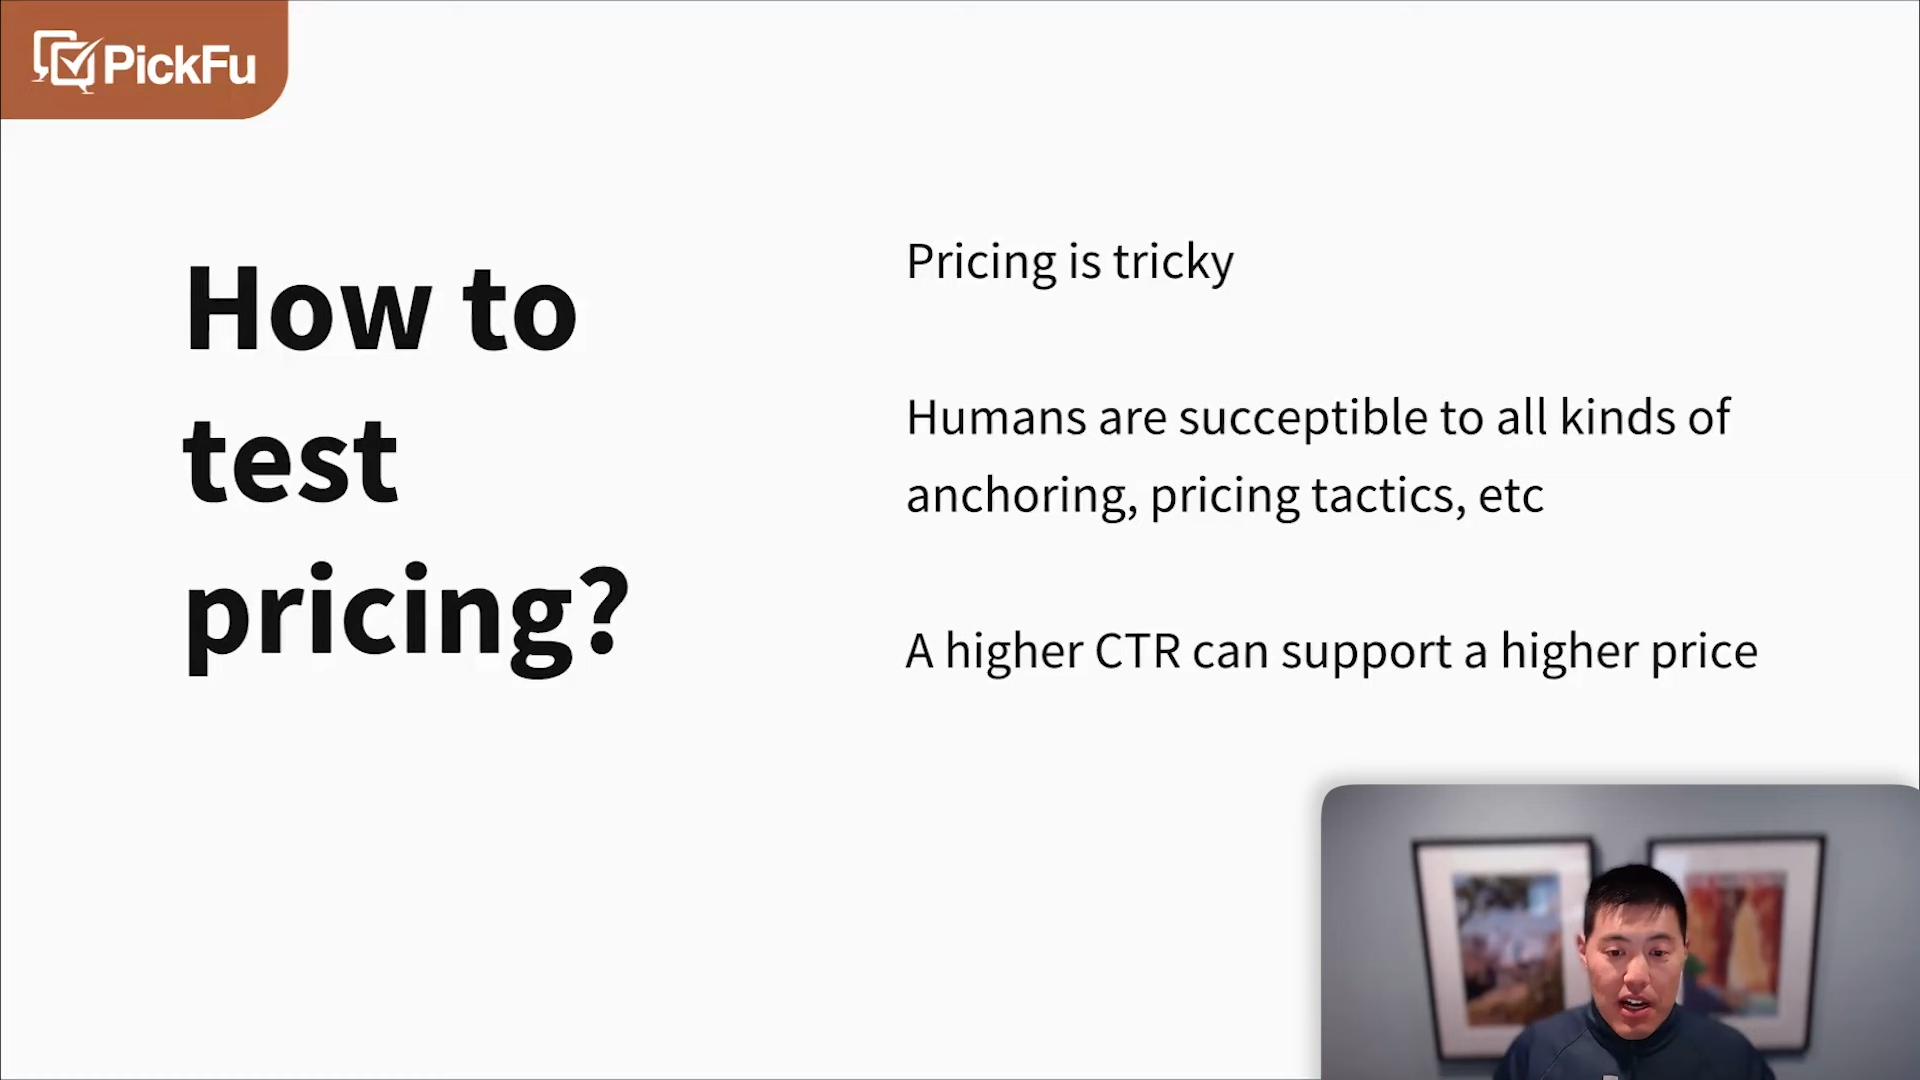 PickFu
How to
test
pricing?
Pricing is tricky
Humans are succeptible to all kinds of
anchoring, pricing tactics, etc
A higher CTR can support a higher price